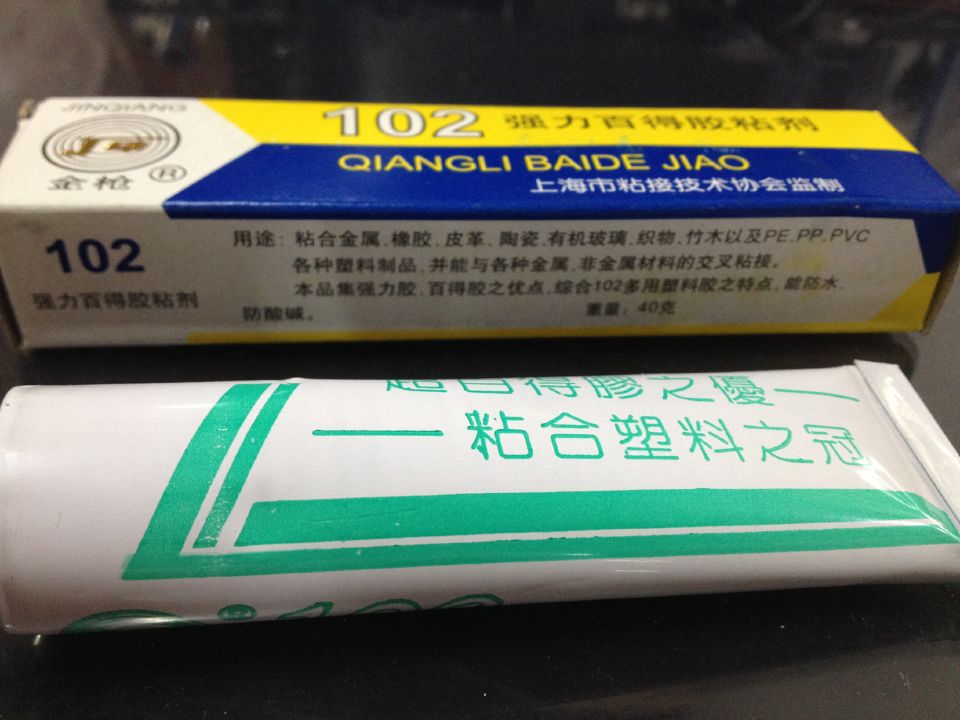 JINQIANG
金枪®
102 强力百得胶粘剂
QIANGLI BAIDE JIAO
上海市粘接技术协会监制
102
强力百得胶粘剂
用途：粘合金属.橡胶.皮革.陶瓷.有机玻璃.织物.竹木以及PE.PP.PVC
各种塑料制品.并能与各种金属.非金属材料的交叉粘接。
本品集强力胶.百得胶之优点.综合102多用塑料胶之特点.能防水.
防酸碱。
重量：40克
超百得膠之優—
—粘合塑料之冠